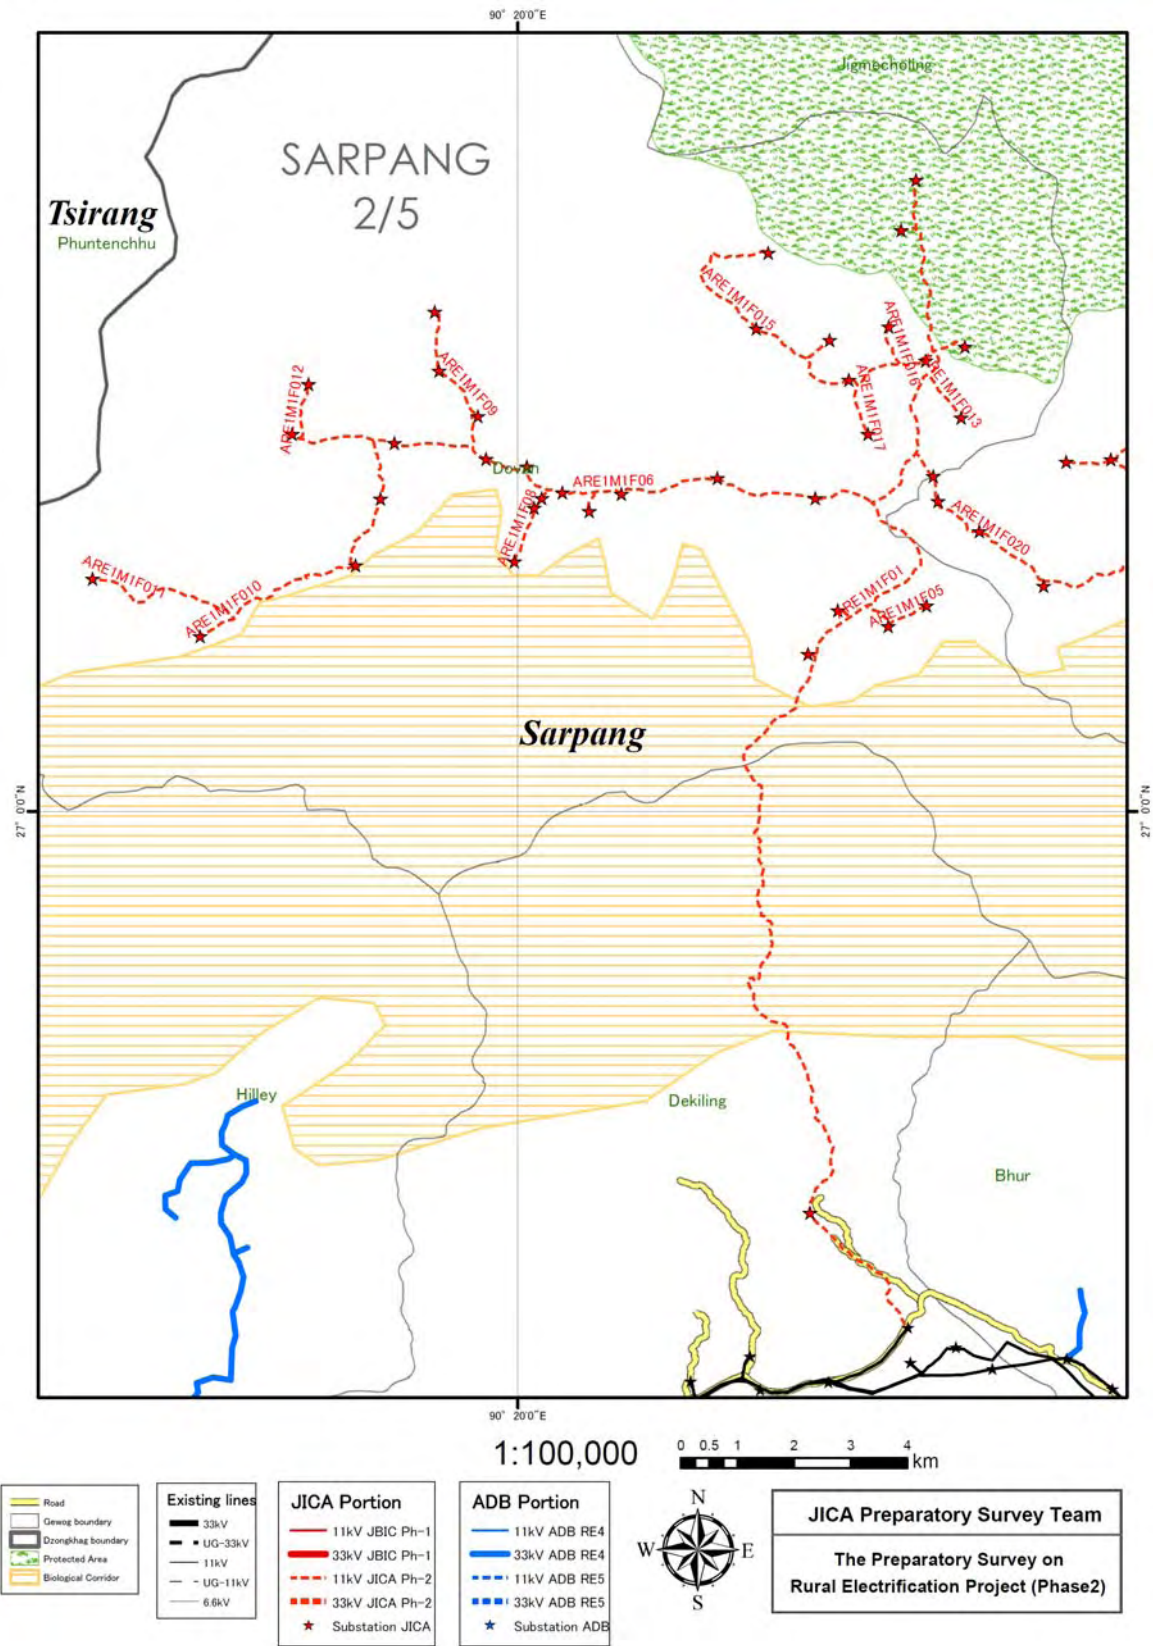 90° 20'0"E
Jigmecholing
SARPANG
2/5
Tsirang
Phuntenchhu
ARE1M1F015
ARE1M1F016
ARE1M1F012
ARE1M1F09
ARE1M1F013
ARE1M1F017
Dovan
ARE1M1F06
ARE1M1F08
ARE1M1F020
ARE1M1F011
ARE1M1F010
ARE1M1F01
ARE1M1F05
Sarpang
27° 0'0"N
27° 0'0"N
Hilley
Dekiling
Bhur
90° 20'0"E
1:100,000
0 0.5 1 2 3 4
km
Road
Gewog boundary
Dzongkhag boundary
Protected Area
Biological Corridor
Existing lines
33kV
UG-33kV
11kV
UG-11kV
6.6kV
JICA Portion
11kV JBIC Ph-1
33kV JBIC Ph-1
11kV JICA Ph-2
33kV JICA Ph-2
Substation JICA
ADB Portion
11kV ADB RE4
33kV ADB RE4
11kV ADB RE5
33kV ADB RE5
Substation ADB
N
W E
S
JICA Preparatory Survey Team
The Preparatory Survey on
Rural Electrification Project (Phase2)